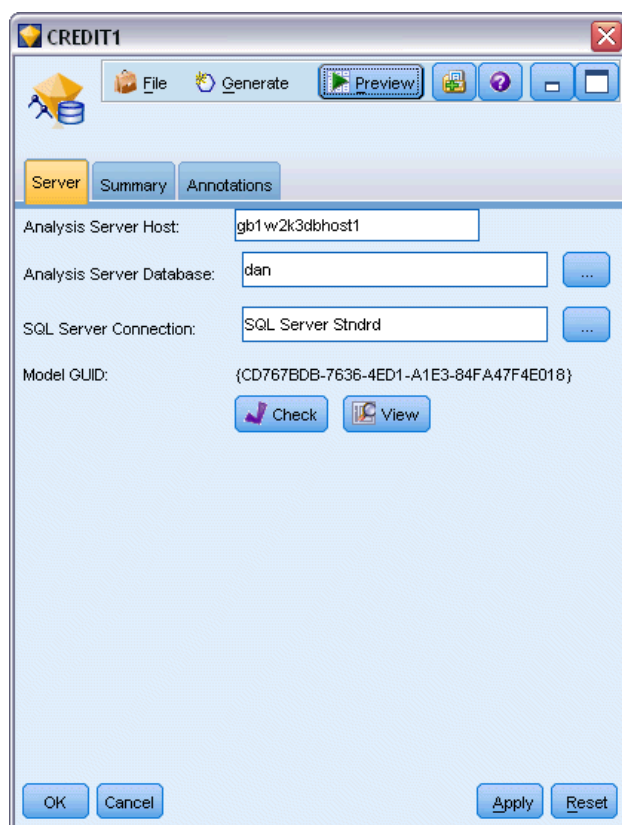 CREDIT1
File Generate Preview
Server Summary Annotations
Analysis Server Host: gb1w2k3dbhost1
Analysis Server Database: dan ...
SQL Server Connection: SQL Server Stndrd ...
Model GUID: {CD767BDB-7636-4ED1-A1E3-84FA47F4E018}
Check View
OK Cancel Apply Reset